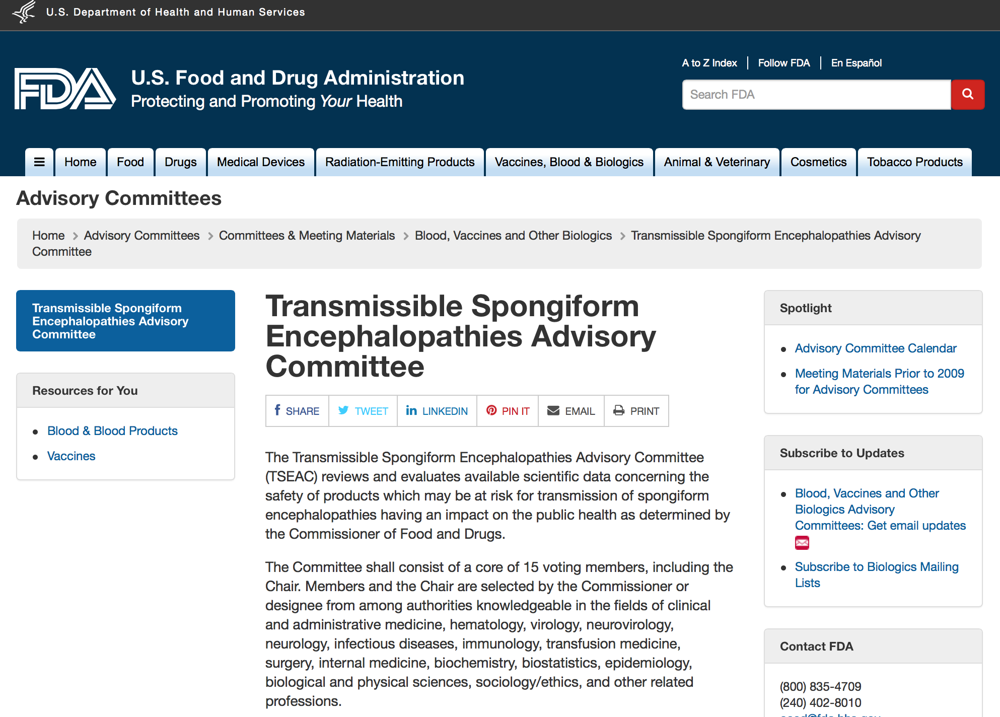 U.S. Department of Health and Human Services
FDA
U.S. Food and Drug Administration
Protecting and Promoting Your Health
A to Z Index
Follow FDA
En Español
Search FDA
Home
Food
Drugs
Medical Devices
Radiation-Emitting Products
Vaccines, Blood & Biologics
Animal & Veterinary
Cosmetics
Tobacco Products
Advisory Committees
Home > Advisory Committees > Committees & Meeting Materials > Blood, Vaccines and Other Biologics > Transmissible Spongiform Encephalopathies Advisory
Committee
Transmissible Spongiform
Encephalopathies Advisory
Committee
Resources for You
Blood & Blood Products
Vaccines
Transmissible Spongiform
Encephalopathies Advisory
Committee
SHARE
TWEET
LINKEDIN
PIN IT
EMAIL
PRINT
The Transmissible Spongiform Encephalopathies Advisory Committee
(TSEAC) reviews and evaluates available scientific data concerning the
safety of products which may be at risk for transmission of spongiform
encephalopathies having an impact on the public health as determined by
the Commissioner of Food and Drugs.
The Committee shall consist of a core of 15 voting members, including the
Chair. Members and the Chair are selected by the Commissioner or
designee from among authorities knowledgeable in the fields of clinical
and administrative medicine, hematology, virology, neurovirology,
neurology, infectious diseases, immunology, transfusion medicine,
surgery, internal medicine, biochemistry, biostatistics, epidemiology,
biological and physical sciences, sociology/ethics, and other related
professions.
Spotlight
Advisory Committee Calendar
Meeting Materials Prior to 2009
for Advisory Committees
Subscribe to Updates
Blood, Vaccines and Other
Biologics Advisory
Committees: Get email updates
Subscribe to Biologics Mailing
Lists
Contact FDA
(800) 835-4709
(240) 402-8010